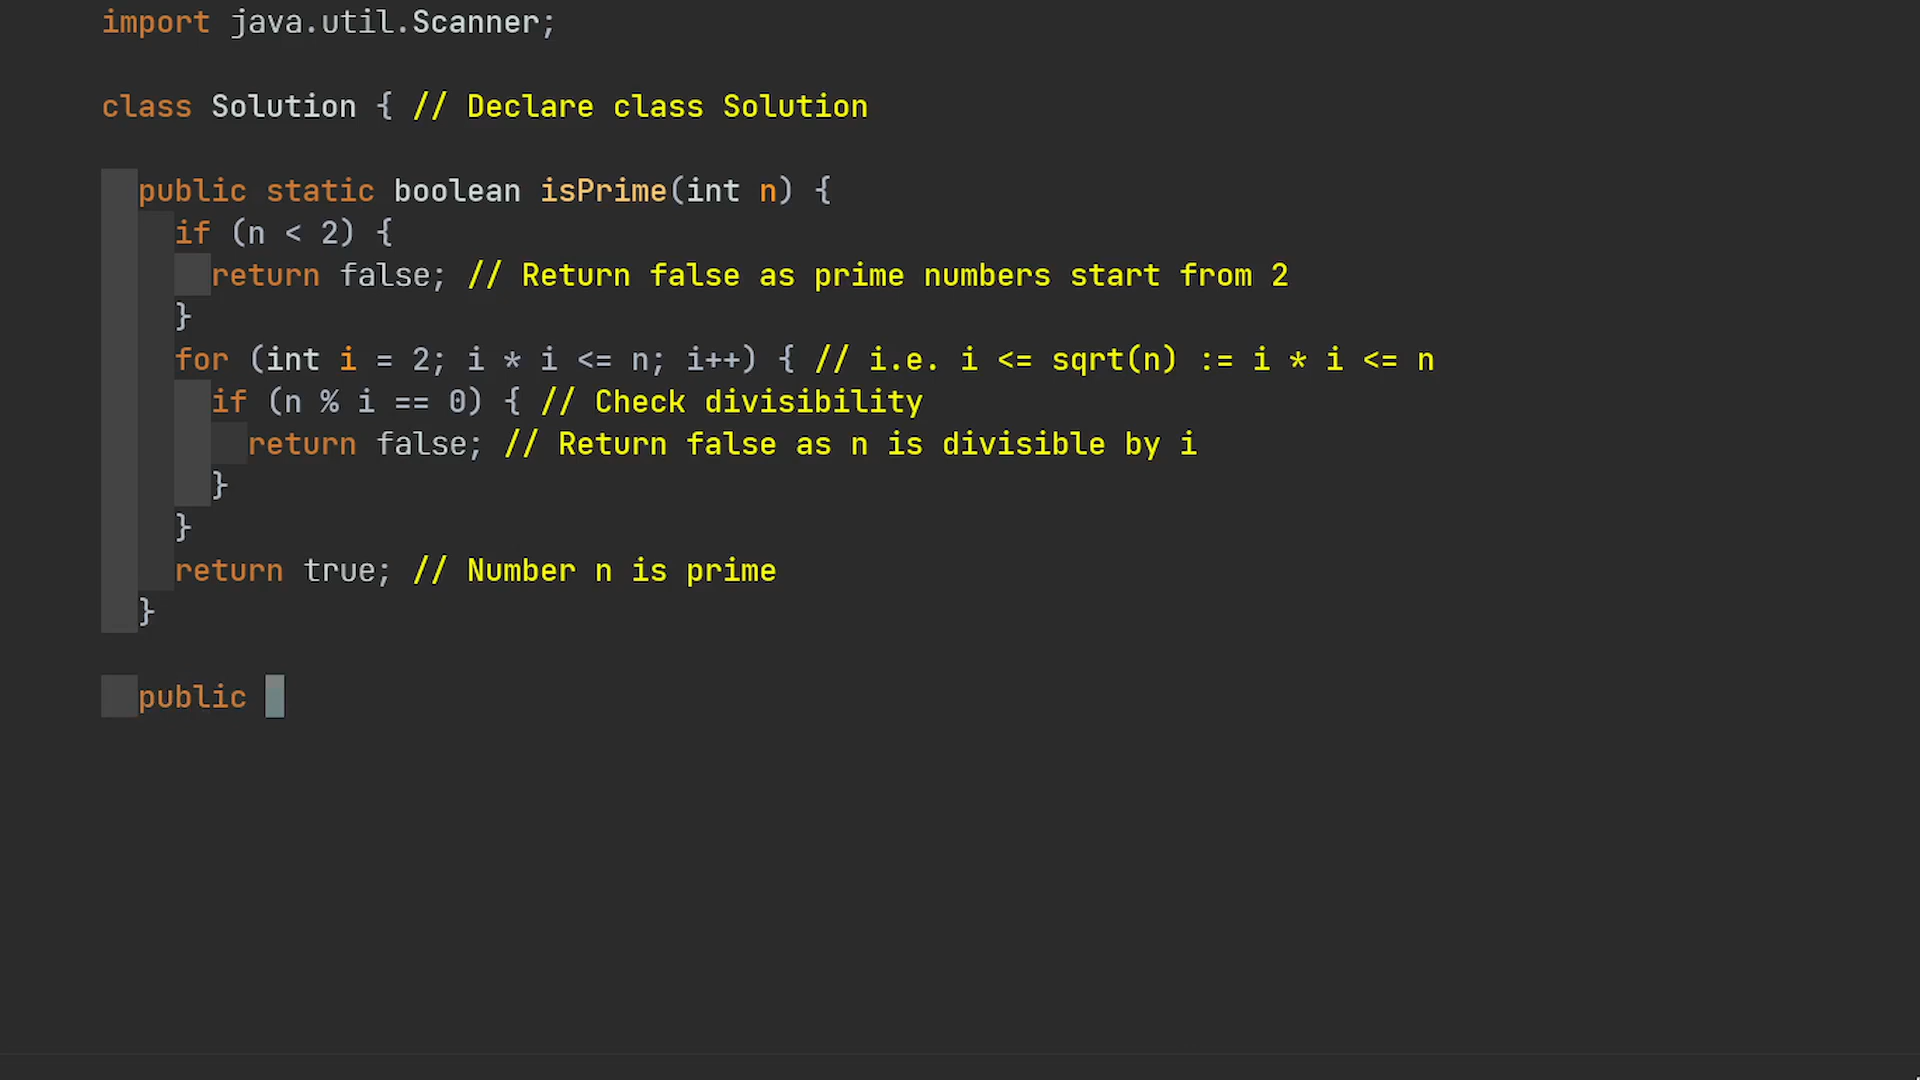 import java.util.Scanner;
class Solution { // Declare class Solution
public static boolean isPrime(int n) {
if (n < 2) {
return false; // Return false as prime numbers start from 2
}
for (int i = 2; i * i <= n; i++) { // i.e. i <= sqrt(n) := i * i <= n
if (n % i == 0) { // Check divisibility
return false; // Return false as n is divisible by i
}
}
return true; // Number n is prime
}
public